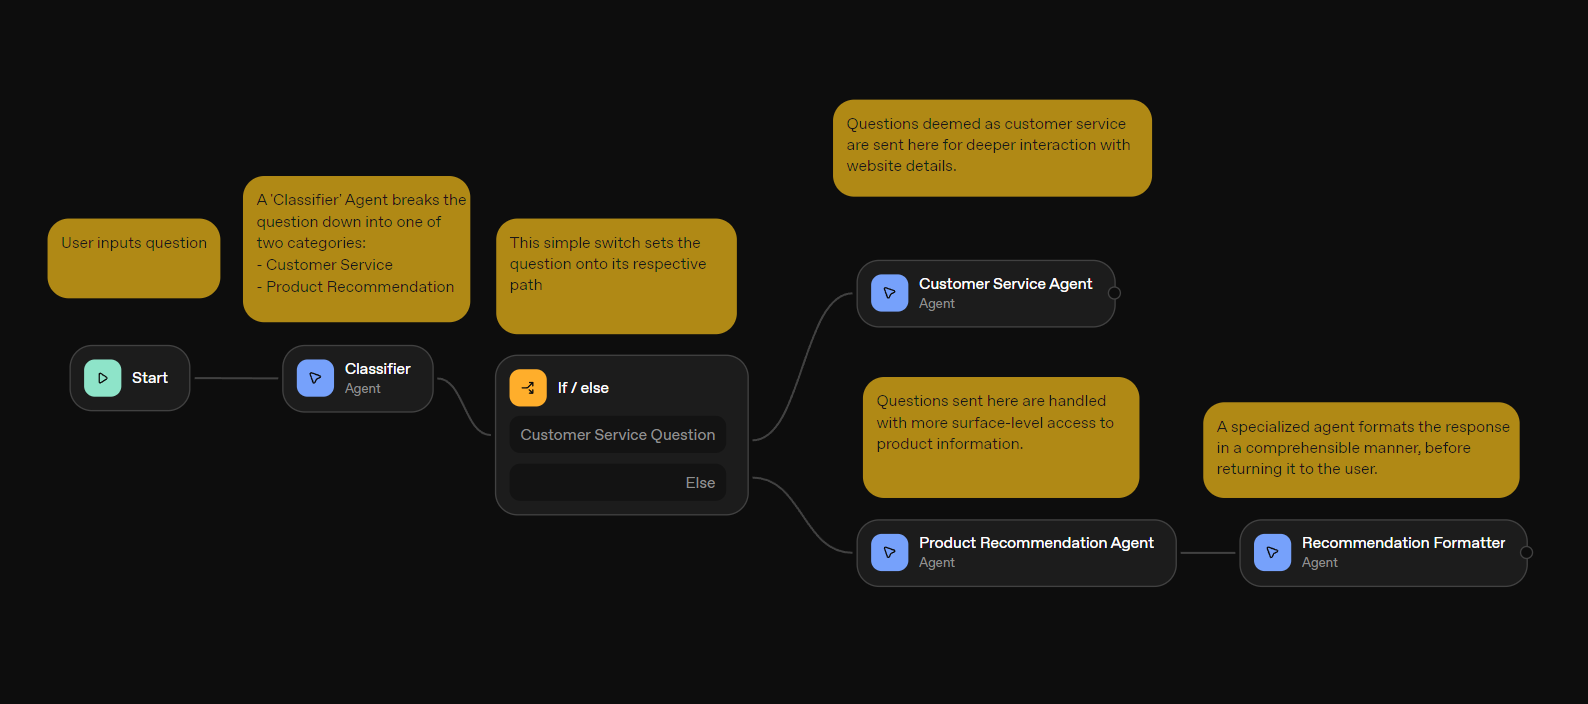 User inputs question
A 'Classifier' Agent breaks the
question down into one of
two categories:
- Customer Service
- Product Recommendation
This simple switch sets the
question onto its respective
path
Questions deemed as customer service
are sent here for deeper interaction with
website details.
Start
Classifier
Agent
If / else
Customer Service Question
Else
Customer Service Agent
Agent
Questions sent here are handled
with more surface-level access to
product information.
A specialized agent formats the response
in a comprehensible manner, before
returning it to the user.
Product Recommendation Agent
Agent
Recommendation Formatter
Agent